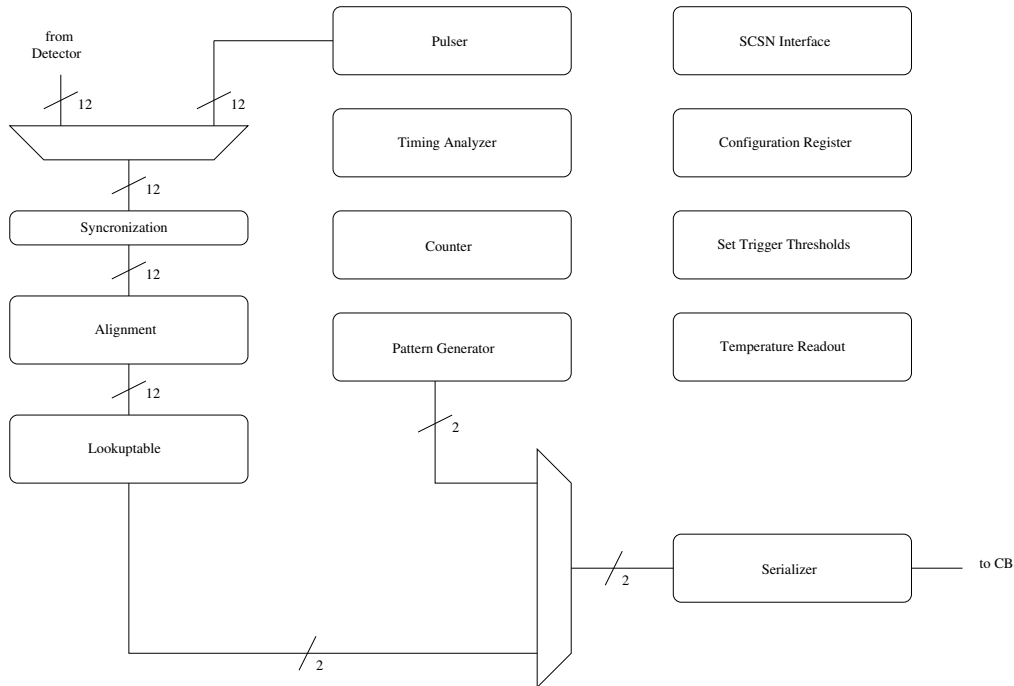 from
Detector
Pulser
SCSN Interface
12
12
Timing Analyzer
Configuration Register
12
Syncronization
Counter
Set Trigger Thresholds
12
Alignment
Pattern Generator
Temperature Readout
12
2
Lookuptable
to CB
Serializer
2
2